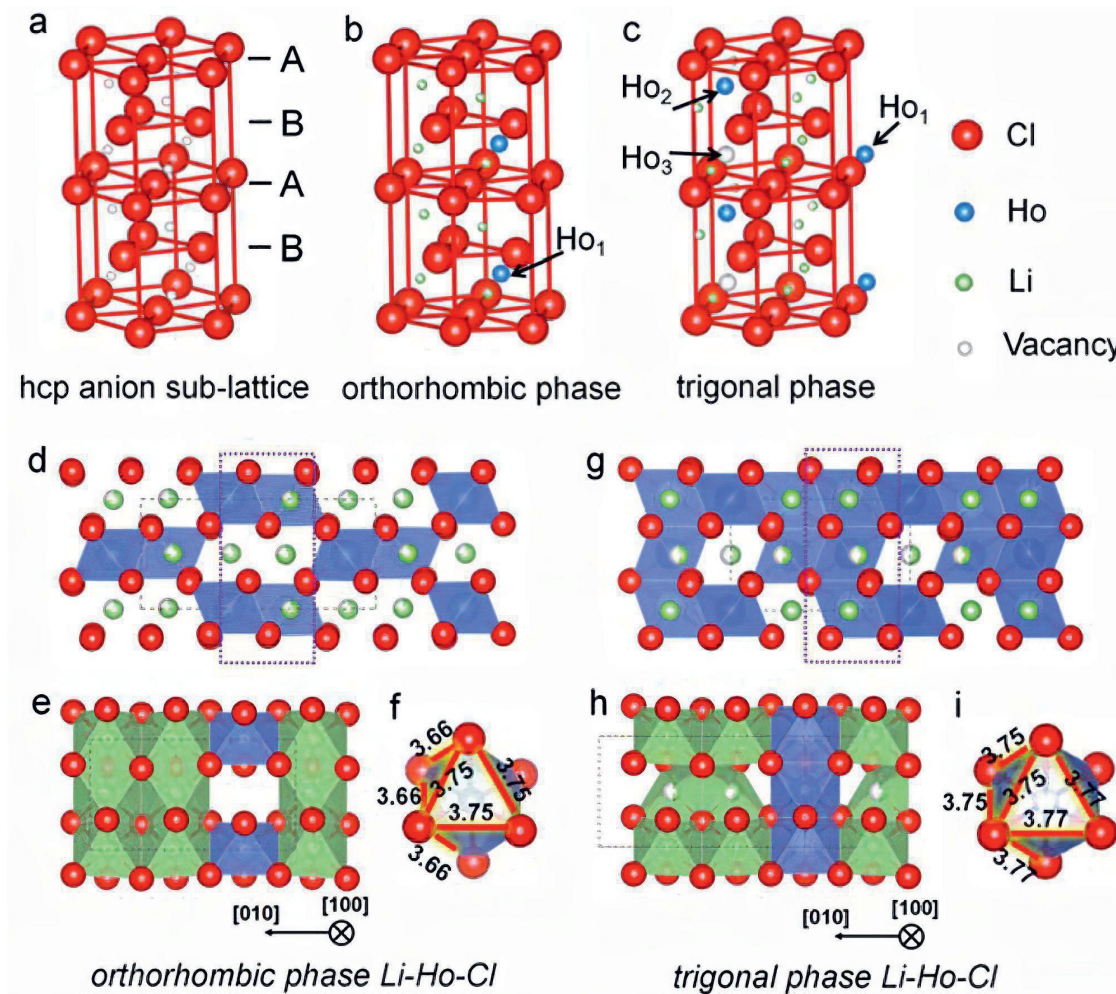 a
A
B
A
B
hcp anion sub-lattice
b
Ho1
orthorhombic phase
c
Ho2
Ho1
Ho3
trigonal phase
Cl
Ho
Li
Vacancy
d
g
e
f
3.66
3.75
3.75
3.66
3.75
3.66
h
i
3.75
3.75
3.77
3.75
3.77
3.77
[010]
[100]
[010]
[100]
orthorhombic phase Li-Ho-Cl
trigonal phase Li-Ho-Cl